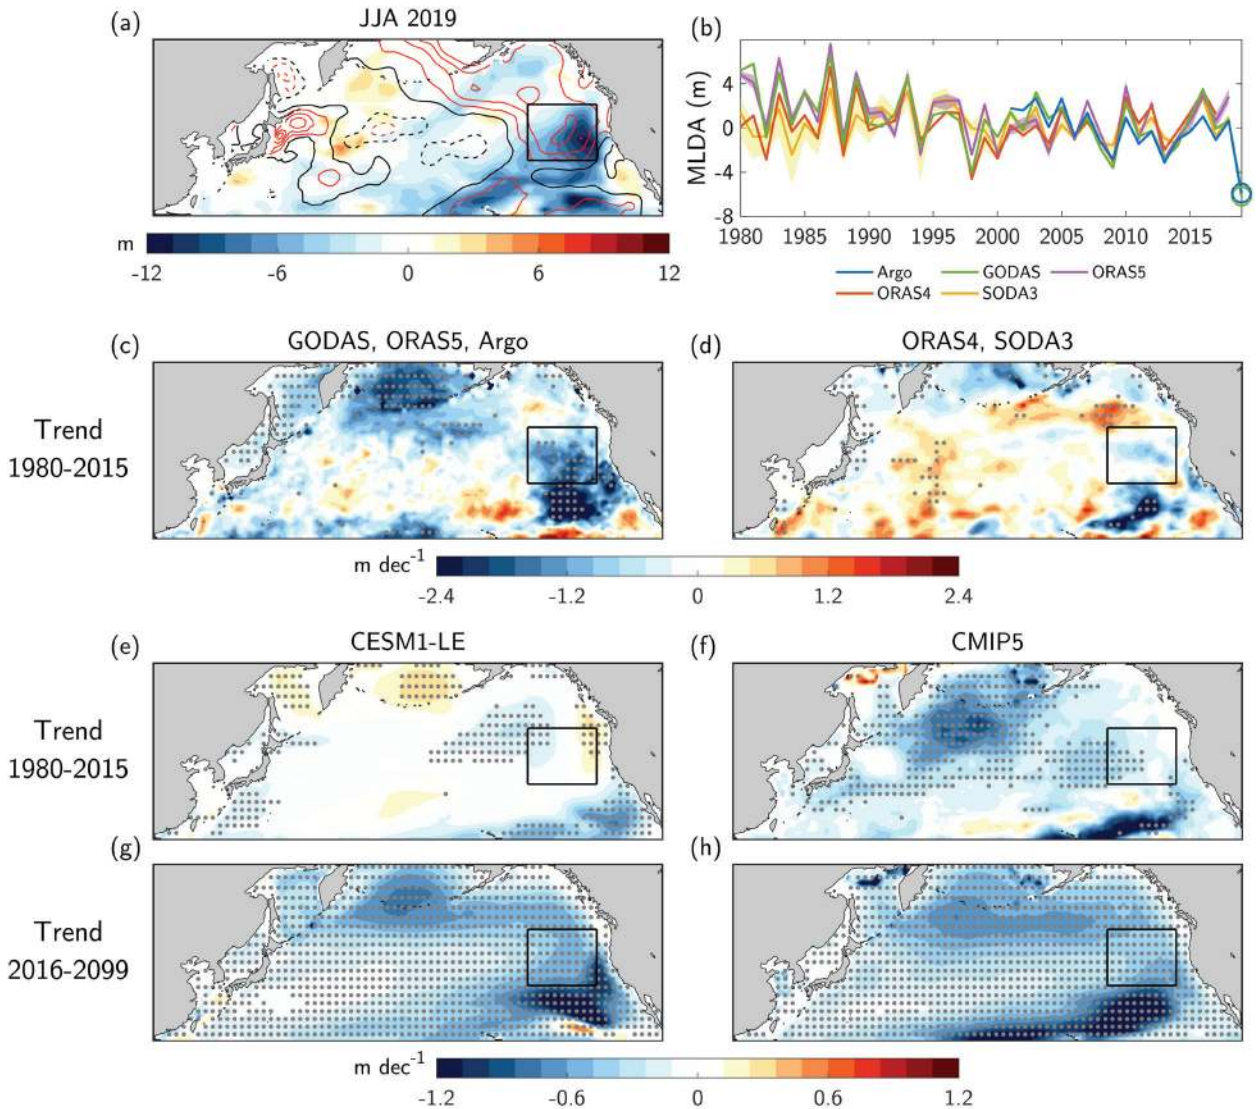 (a) JJA 2019
m
-12 -6 0 6 12
(b)
MLDA (m)
4
0
-4
-8
1980 1985 1990 1995 2000 2005 2010 2015
Argo GODAS ORAS5
ORAS4 SODA3
(c) GODAS, ORAS5, Argo
(d) ORAS4, SODA3
Trend
1980-2015
m dec⁻¹
-2.4 -1.2 0 1.2 2.4
(e) CESM1-LE
(f) CMIP5
Trend
1980-2015
(g)
(h)
Trend
2016-2099
m dec⁻¹
-1.2 -0.6 0 0.6 1.2